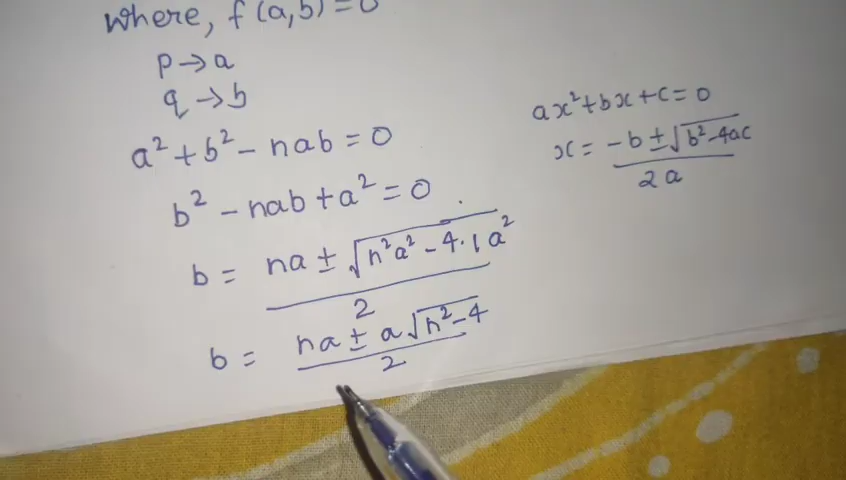 where, f(a,b) = 0
p → a
q → b
a² + b² - nab = 0
b² - nab + a² = 0
b = na ± √n²a² - 4·1a²
2
b = na ± a√n²-4
2
ax² + bx + c = 0
x = -b ± √b²-4ac
2a